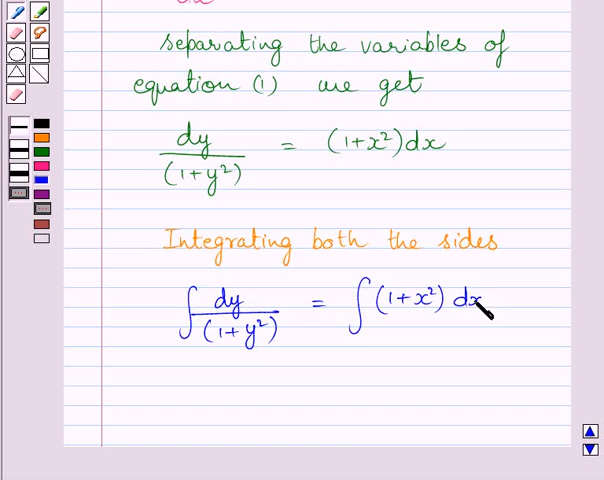 dx
separating the variables of
equation (1) we get
dy/(1+y²) = (1+x²)dx
Integrating both the sides
∫ dy/(1+y²) = ∫ (1+x²) dx